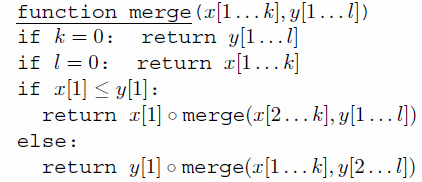 function merge(x[1...k], y[1...l])
if k = 0: return y[1...l]
if l = 0: return x[1...k]
if x[1] ≤ y[1]:
return x[1] ∘ merge(x[2...k], y[1...l])
else:
return y[1] ∘ merge(x[1...k], y[2...l])